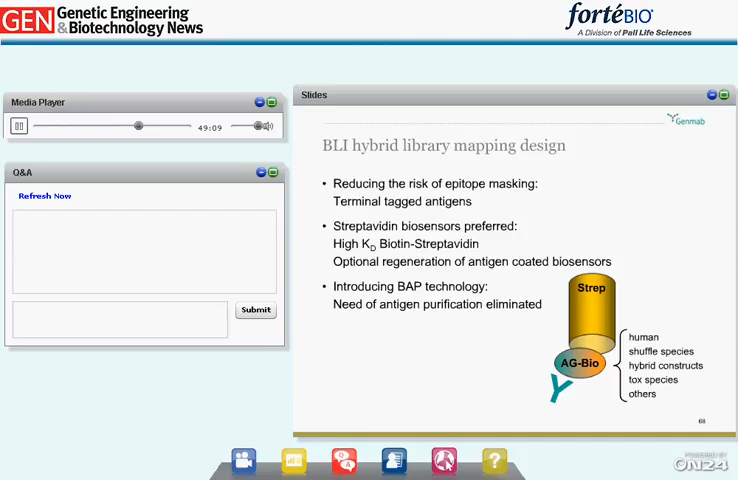 GEN Genetic Engineering
& Biotechnology News
fortéBIO®
A Division of Pall Life Sciences
Media Player
49:09
Q&A
Refresh Now
Submit
Slides
Genmab
BLI hybrid library mapping design
• Reducing the risk of epitope masking:
Terminal tagged antigens
• Streptavidin biosensors preferred:
High KD Biotin-Streptavidin
Optional regeneration of antigen coated biosensors
• Introducing BAP technology:
Need of antigen purification eliminated
Strep
AG-Bio
human
shuffle species
hybrid constructs
tox species
others
68
Q
A
?
POWERED BY
ON24